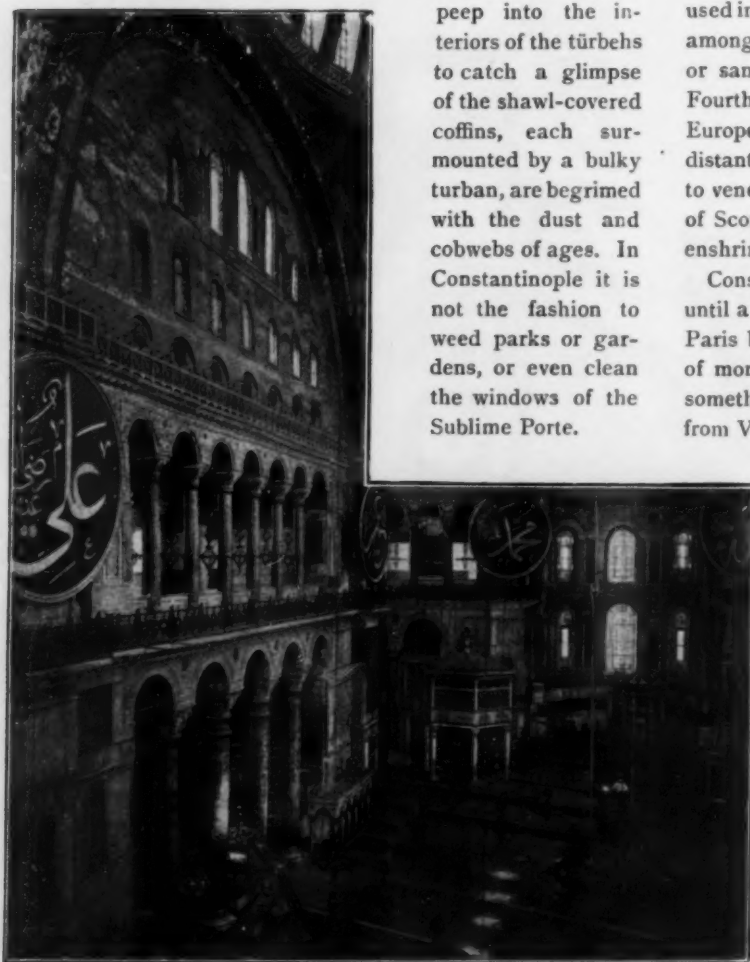 peep into the in-
teriors of the türbehs
to catch a glimpse
of the shawl-covered
coffins, each sur-
mounted by a bulky
turban, are begrimed
with the dust and
cobwebs of ages. In
Constantinople it is
not the fashion to
weed parks or gar-
dens, or even clean
the windows of the
Sublime Porte.
used in
among
or san
Fourth
Europe
distant
to vene
of Sco
enshrin
Cons
until a
Paris
of mor
someth
from V
علي
محمد